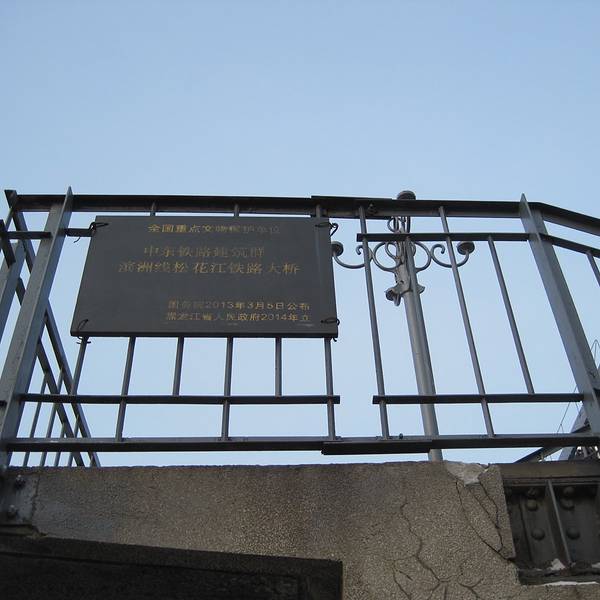 全国重点文物保护单位
中东铁路建筑群
滨洲线松花江铁路大桥
国务院2013年3月5日公布
黑龙江省人民政府2014年立